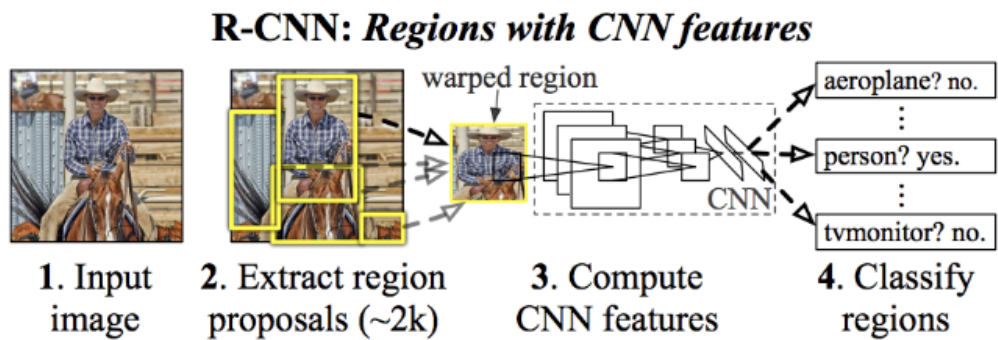 R-CNN: Regions with CNN features
warped region
aeroplane? no.
person? yes.
CNN
tvmonitor? no.
1. Input
image
2. Extract region
proposals (~2k)
3. Compute
CNN features
4. Classify
regions